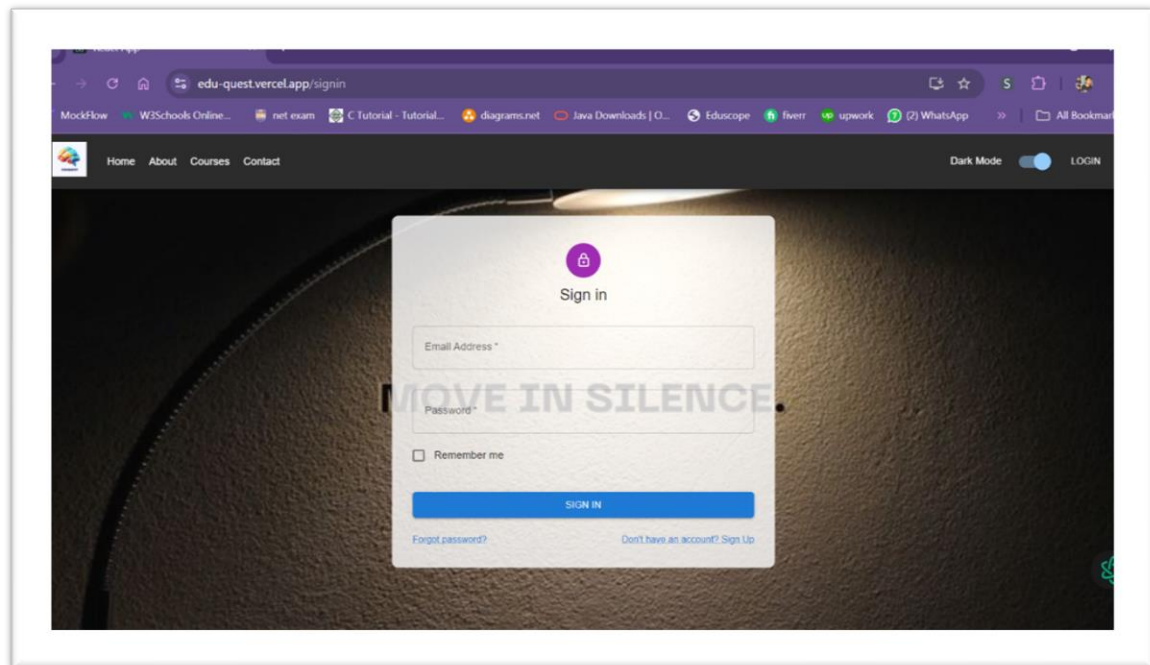 edu-quest.vercel.app/signin
MockFlow W3Schools Online... net exam C Tutorial - Tutorial... diagrams.net Java Downloads | O... Eduscope fiverr upwork (2) WhatsApp » All Bookmar
Home About Courses Contact Dark Mode LOGIN
Sign in
Email Address *
MOVE IN SILENCE.
Password *
Remember me
SIGN IN
Forgot password? Don't have an account? Sign Up